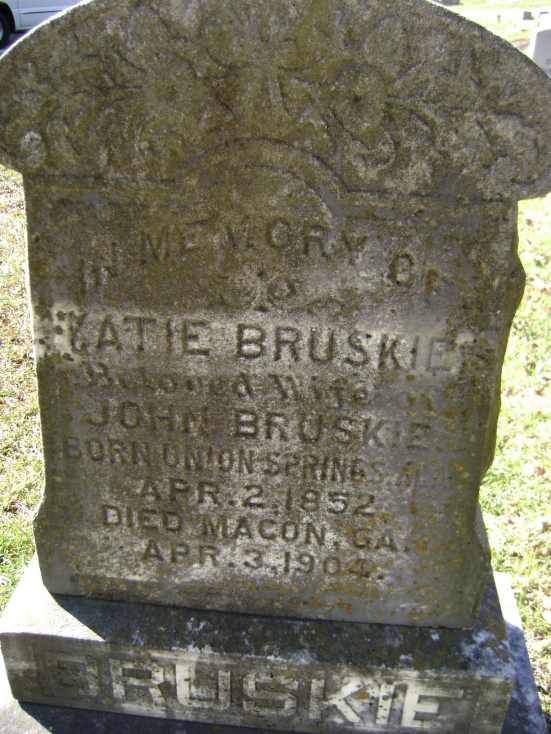 IN MEMORY OF
KATIE BRUSKIE
Beloved Wife of
JOHN BRUSKIE
BORN UNION SPRINGS, ALA.
APR. 2, 1852
DIED MACON, GA.
APR. 3, 1904.
BRUSKIE